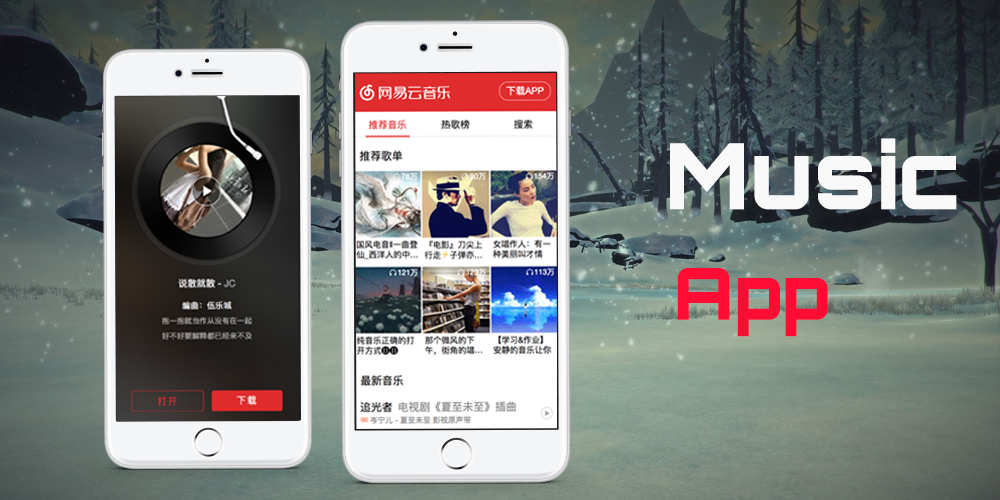 说散就散 - JC
编曲：伍乐城
抱一抱就当作从没有在一起
好不好要解释都已经来不及
打开
下载
网易云音乐
下载APP
推荐音乐
热歌榜
搜索
推荐歌单
76万
90万
154万
国风电音‖一曲登
仙_西洋人的中...
『电影』刀尖上
行走⚡子弹亦...
女唱作人：有一
种美丽叫才情
121万
113万
纯音乐正确的打
开方式
那个微风的下
午，街角的唱...
【学习&作业】
安静的音乐让你
最新音乐
追光者 电视剧《夏至未至》插曲
岑宁儿 - 夏至未至 影视原声带
Music
App